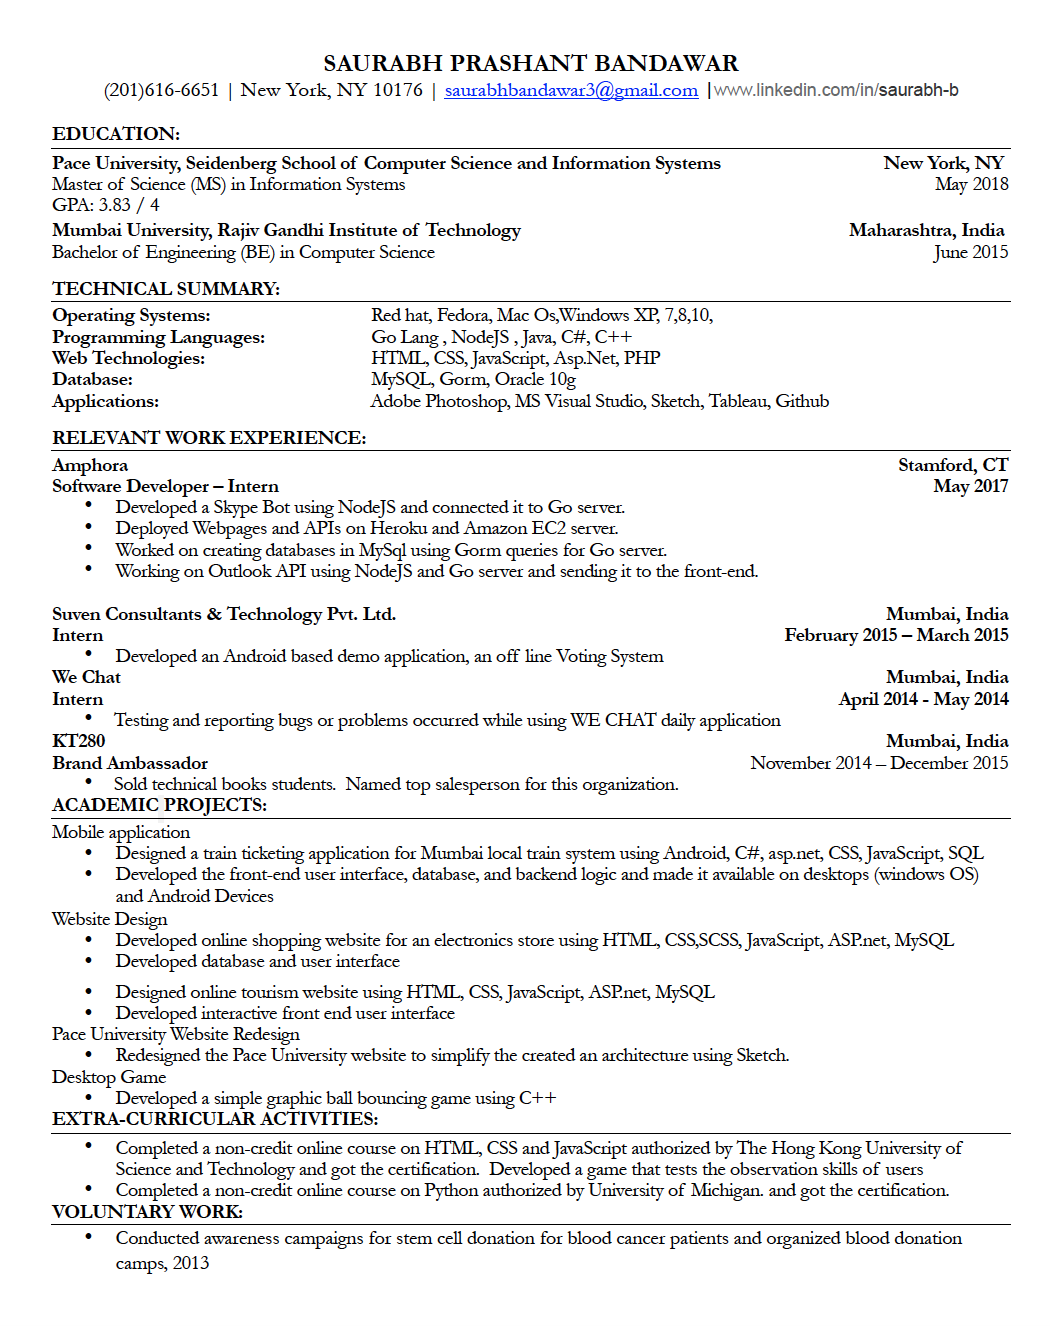 SAURABH PRASHANT BANDAWAR
(201)616-6651 | New York, NY 10176 | saurabhbandawar3@gmail.com |www.linkedin.com/in/saurabh-b
EDUCATION:
Pace University, Seidenberg School of Computer Science and Information Systems New York, NY
Master of Science (MS) in Information Systems May 2018
GPA: 3.83 / 4
Mumbai University, Rajiv Gandhi Institute of Technology Maharashtra, India
Bachelor of Engineering (BE) in Computer Science June 2015
TECHNICAL SUMMARY:
Operating Systems: Red hat, Fedora, Mac Os,Windows XP, 7,8,10,
Programming Languages: Go Lang , NodeJS , Java, C#, C++
Web Technologies: HTML, CSS, JavaScript, Asp.Net, PHP
Database: MySQL, Gorm, Oracle 10g
Applications: Adobe Photoshop, MS Visual Studio, Sketch, Tableau, Github
RELEVANT WORK EXPERIENCE:
Amphora Stamford, CT
Software Developer – Intern May 2017
• Developed a Skype Bot using NodeJS and connected it to Go server.
• Deployed Webpages and APIs on Heroku and Amazon EC2 server.
• Worked on creating databases in MySql using Gorm queries for Go server.
• Working on Outlook API using NodeJS and Go server and sending it to the front-end.
Suven Consultants & Technology Pvt. Ltd. Mumbai, India
Intern February 2015 – March 2015
• Developed an Android based demo application, an off line Voting System
We Chat Mumbai, India
Intern April 2014 - May 2014
• Testing and reporting bugs or problems occurred while using WE CHAT daily application
KT280 Mumbai, India
Brand Ambassador November 2014 – December 2015
• Sold technical books students. Named top salesperson for this organization.
ACADEMIC PROJECTS:
Mobile application
• Designed a train ticketing application for Mumbai local train system using Android, C#, asp.net, CSS, JavaScript, SQL
• Developed the front-end user interface, database, and backend logic and made it available on desktops (windows OS)
and Android Devices
Website Design
• Developed online shopping website for an electronics store using HTML, CSS,SCSS, JavaScript, ASP.net, MySQL
• Developed database and user interface
• Designed online tourism website using HTML, CSS, JavaScript, ASP.net, MySQL
• Developed interactive front end user interface
Pace University Website Redesign
• Redesigned the Pace University website to simplify the created an architecture using Sketch.
Desktop Game
• Developed a simple graphic ball bouncing game using C++
EXTRA-CURRICULAR ACTIVITIES:
• Completed a non-credit online course on HTML, CSS and JavaScript authorized by The Hong Kong University of
Science and Technology and got the certification. Developed a game that tests the observation skills of users
• Completed a non-credit online course on Python authorized by University of Michigan. and got the certification.
VOLUNTARY WORK:
• Conducted awareness campaigns for stem cell donation for blood cancer patients and organized blood donation
camps, 2013